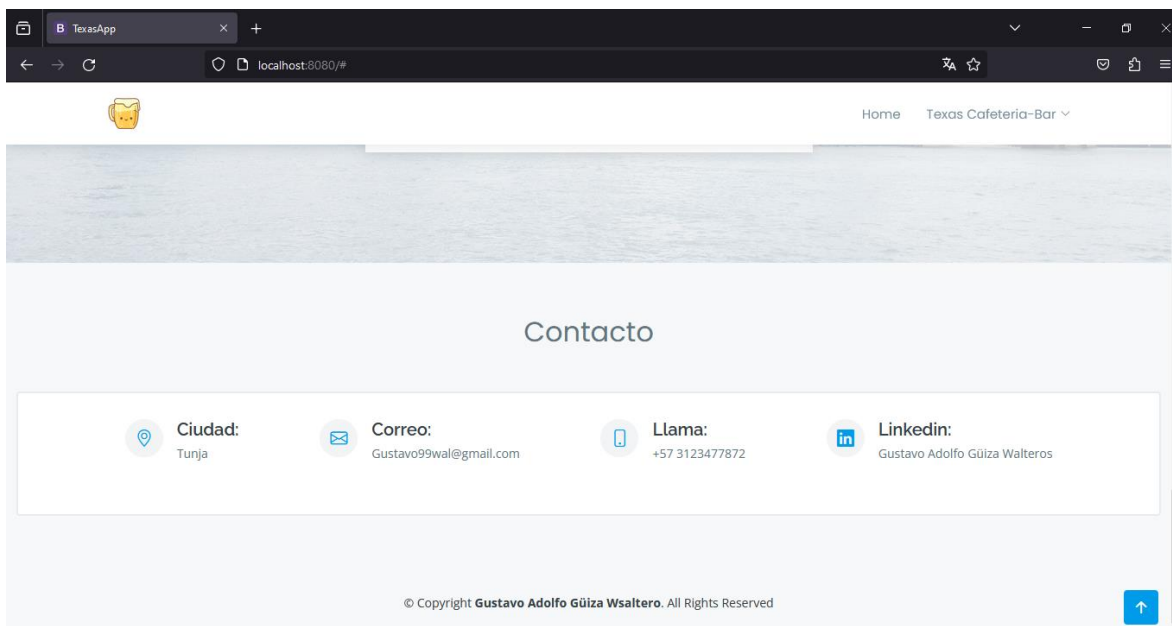 B TexasApp
localhost:8080/#
Home Texas Cafeteria-Bar
Contacto
Ciudad:
Tunja
Correo:
Gustavo99wal@gmail.com
Llama:
+57 3123477872
in
Linkedin:
Gustavo Adolfo Güiza Walteros
© Copyright Gustavo Adolfo Güiza Wsaltero. All Rights Reserved